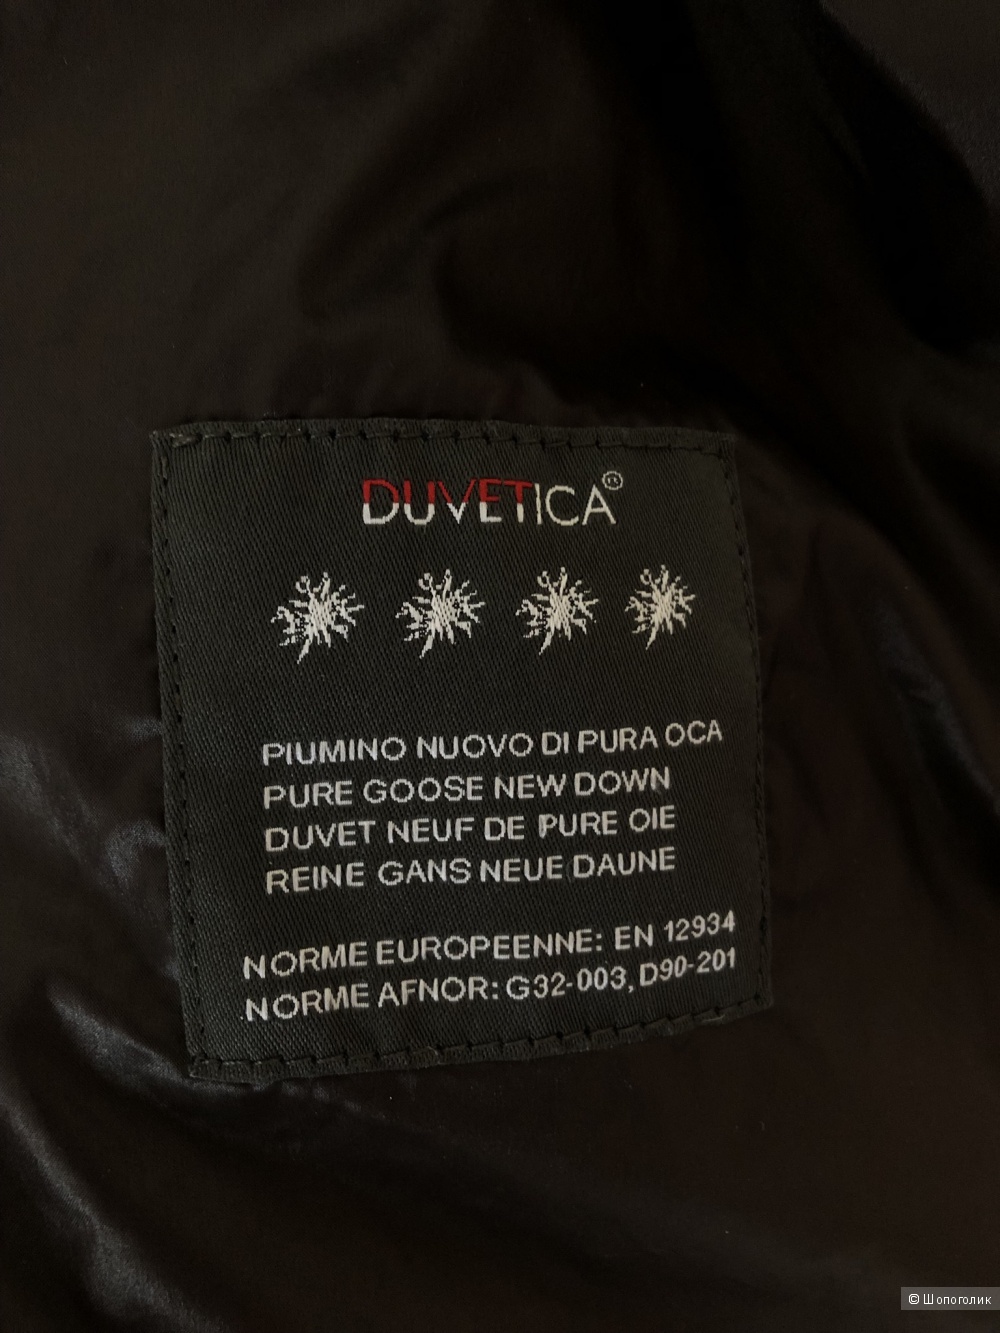 DUVETICA®
PIUMINO NUOVO DI PURA OCA
PURE GOOSE NEW DOWN
DUVET NEUF DE PURE OIE
REINE GANS NEUE DAUNE
NORME EUROPEENNE: EN 12934
NORME AFNOR: G32-003, D90-201
© Шопоголик